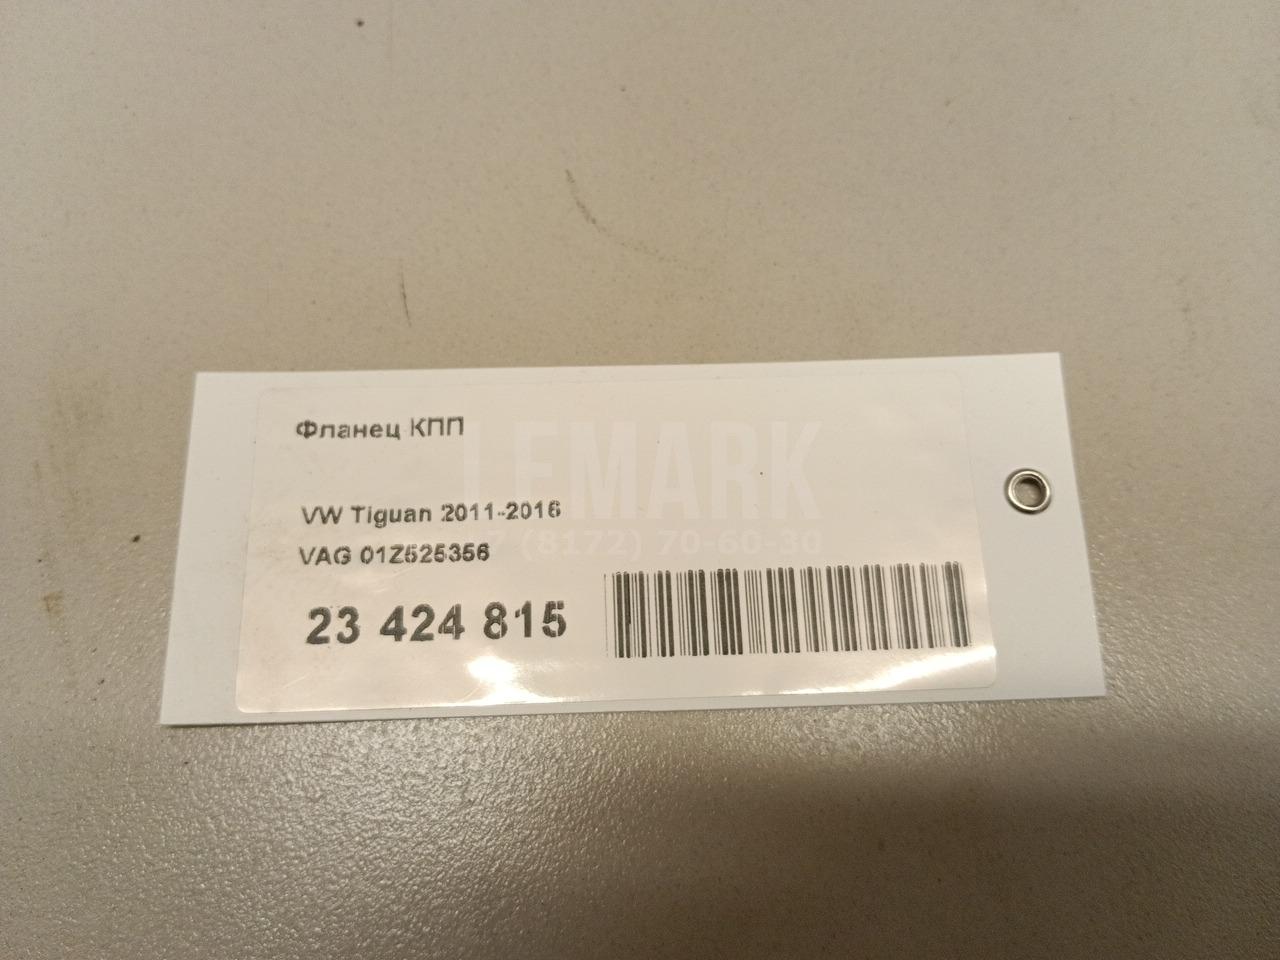 Фланец КПП
LEMARK
VW Tiguan 2011-2016
+7 (8172) 70-60-30
VAG 01Z525356
23 424 815